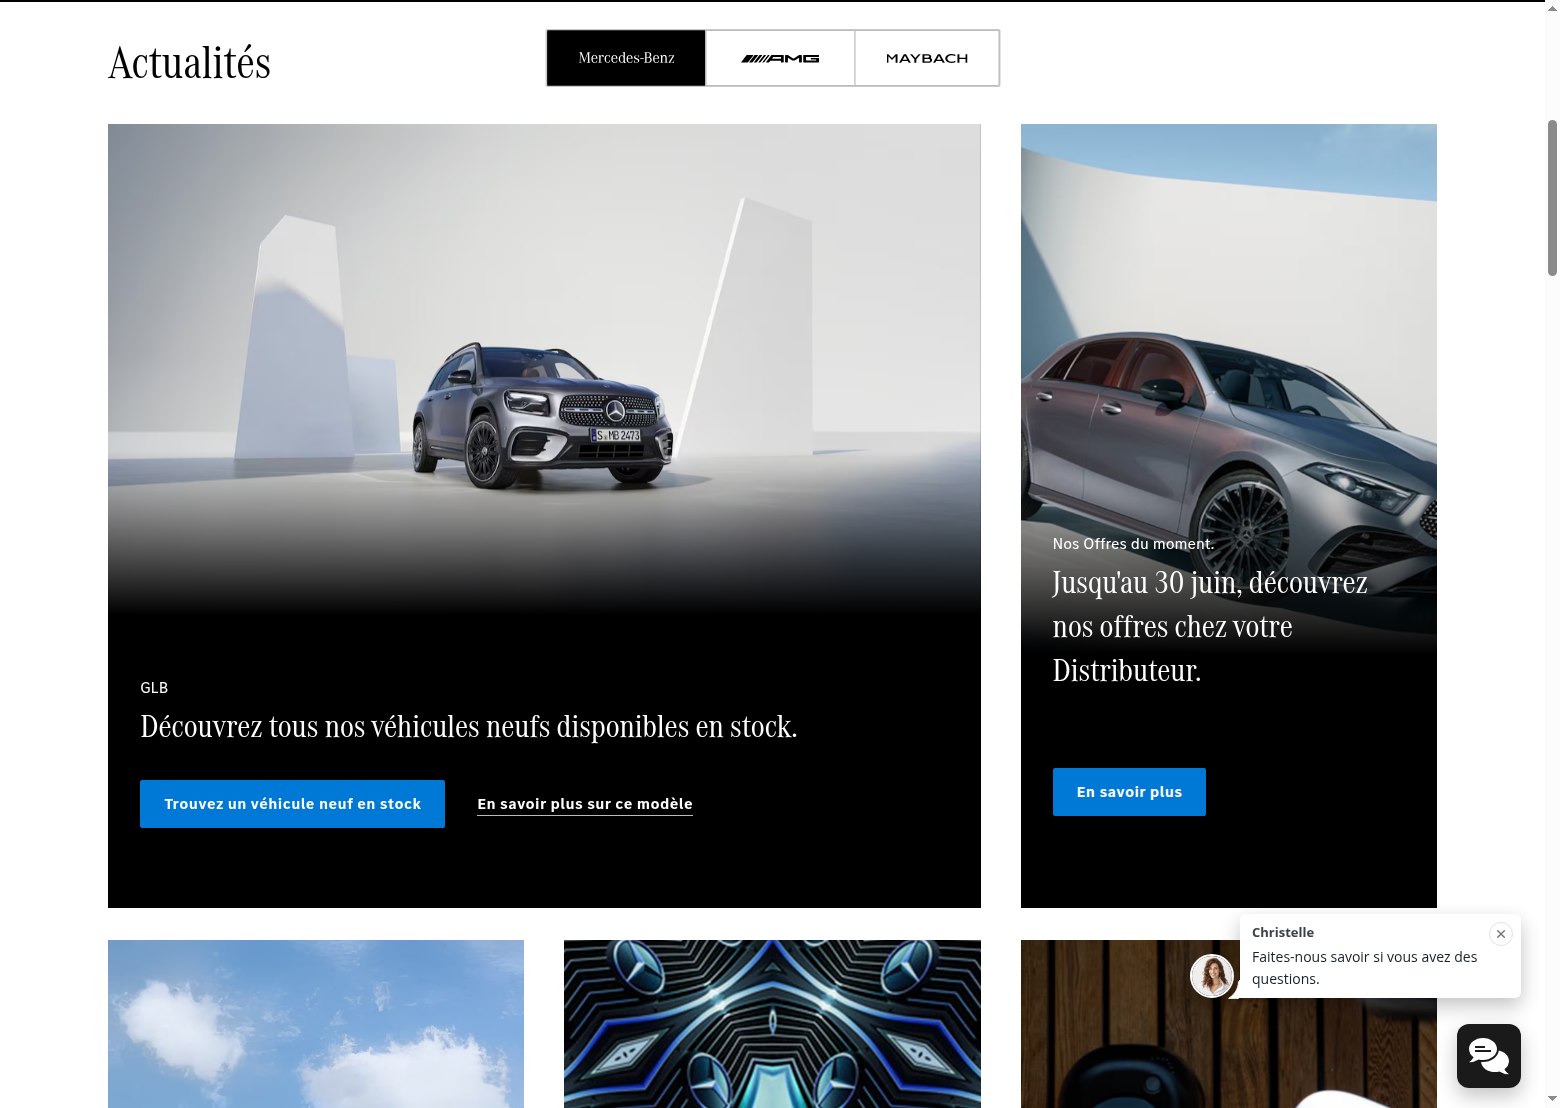 Actualités
Mercedes-Benz
AMG
MAYBACH
S MB 2473
GLB
Découvrez tous nos véhicules neufs disponibles en stock.
Trouvez un véhicule neuf en stock
En savoir plus sur ce modèle
Nos Offres du moment.
Jusqu'au 30 juin, découvrez
nos offres chez votre
Distributeur.
En savoir plus
Christelle
Faites-nous savoir si vous avez des
questions.